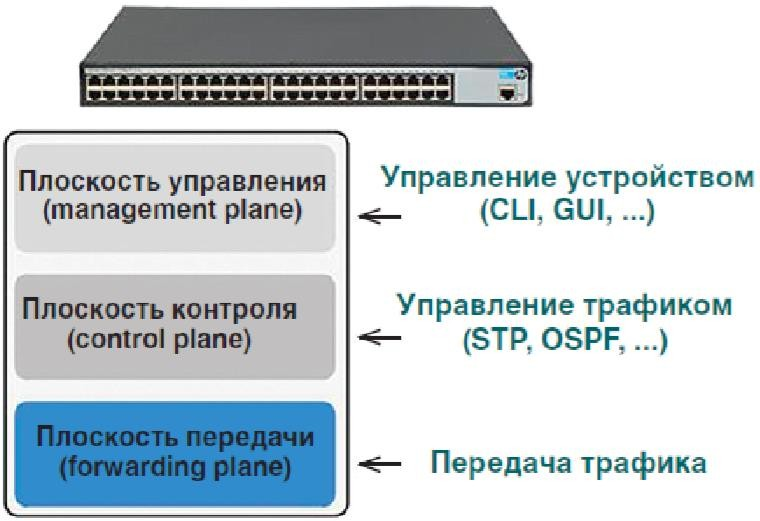 Плоскость управления
(management plane)
Управление устройством
(CLI, GUI, ...)
Плоскость контроля
(control plane)
Управление трафиком
(STP, OSPF, ...)
Плоскость передачи
(forwarding plane)
Передача трафика